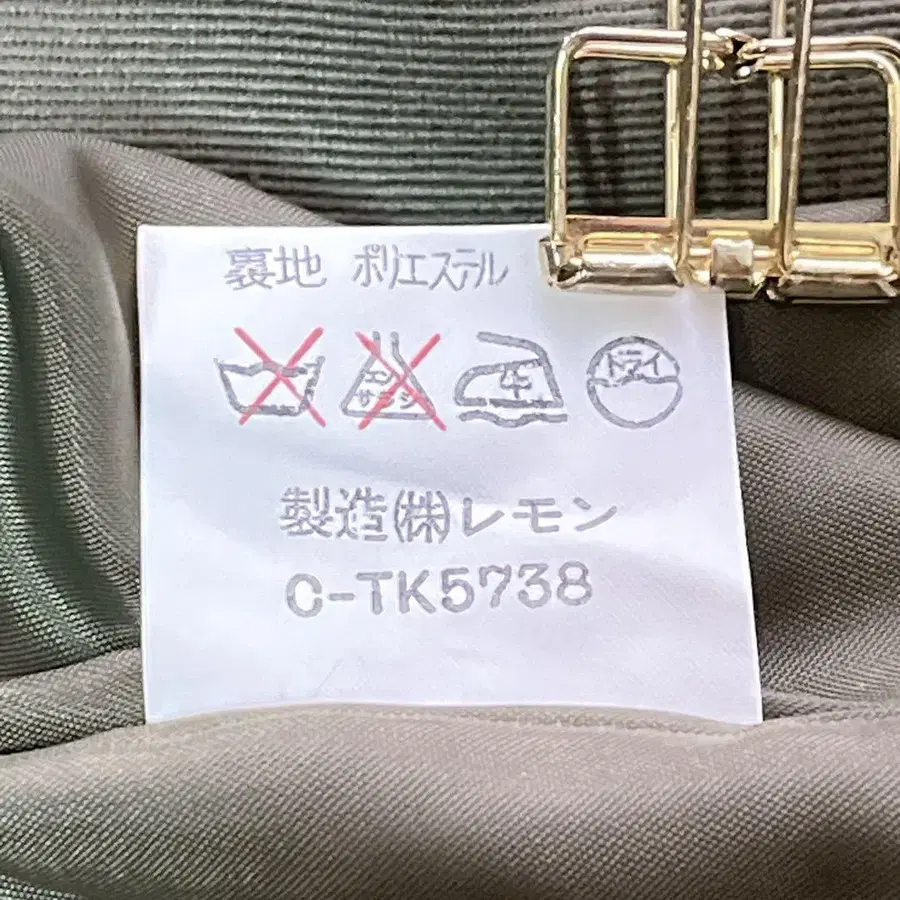 裏地 ポリエステル
エンソ サラシ 中 ドライ
製造㈱レモン
C-TK5738